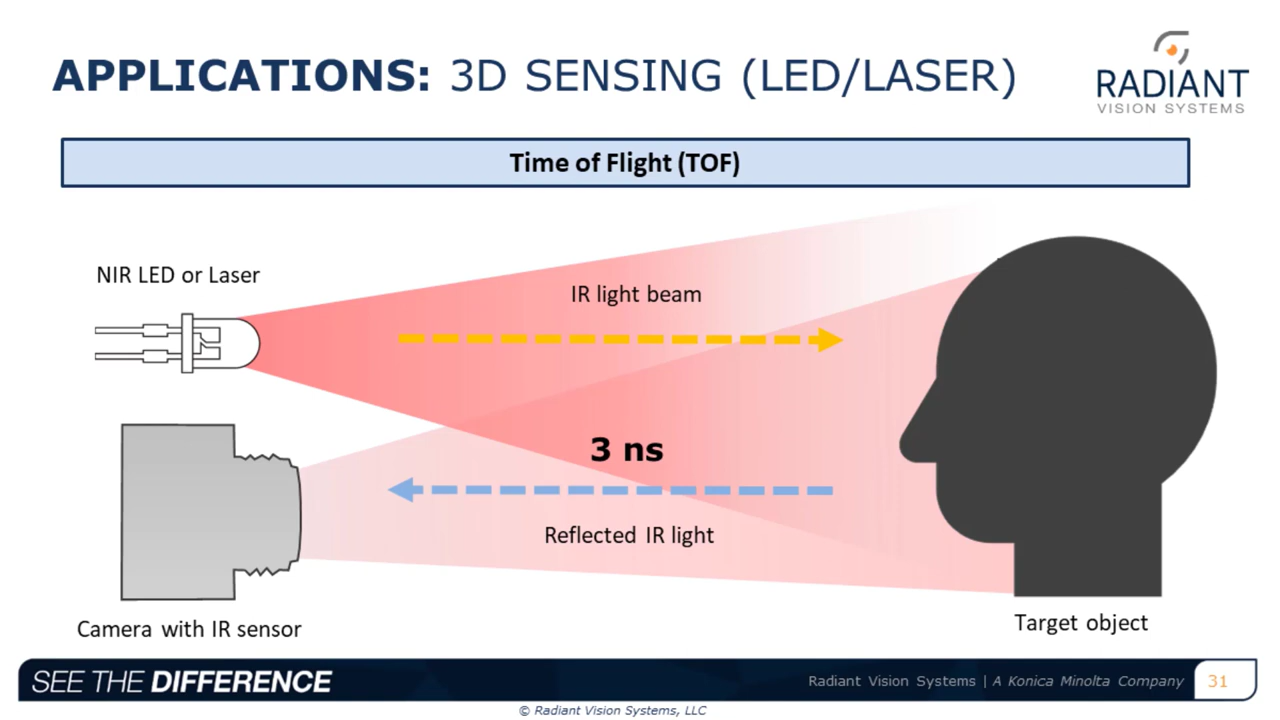 APPLICATIONS: 3D SENSING (LED/LASER)
RADIANT
VISION SYSTEMS
Time of Flight (TOF)
NIR LED or Laser
IR light beam
3 ns
Reflected IR light
Camera with IR sensor
Target object
SEE THE DIFFERENCE
Radiant Vision Systems | A Konica Minolta Company
31
© Radiant Vision Systems, LLC